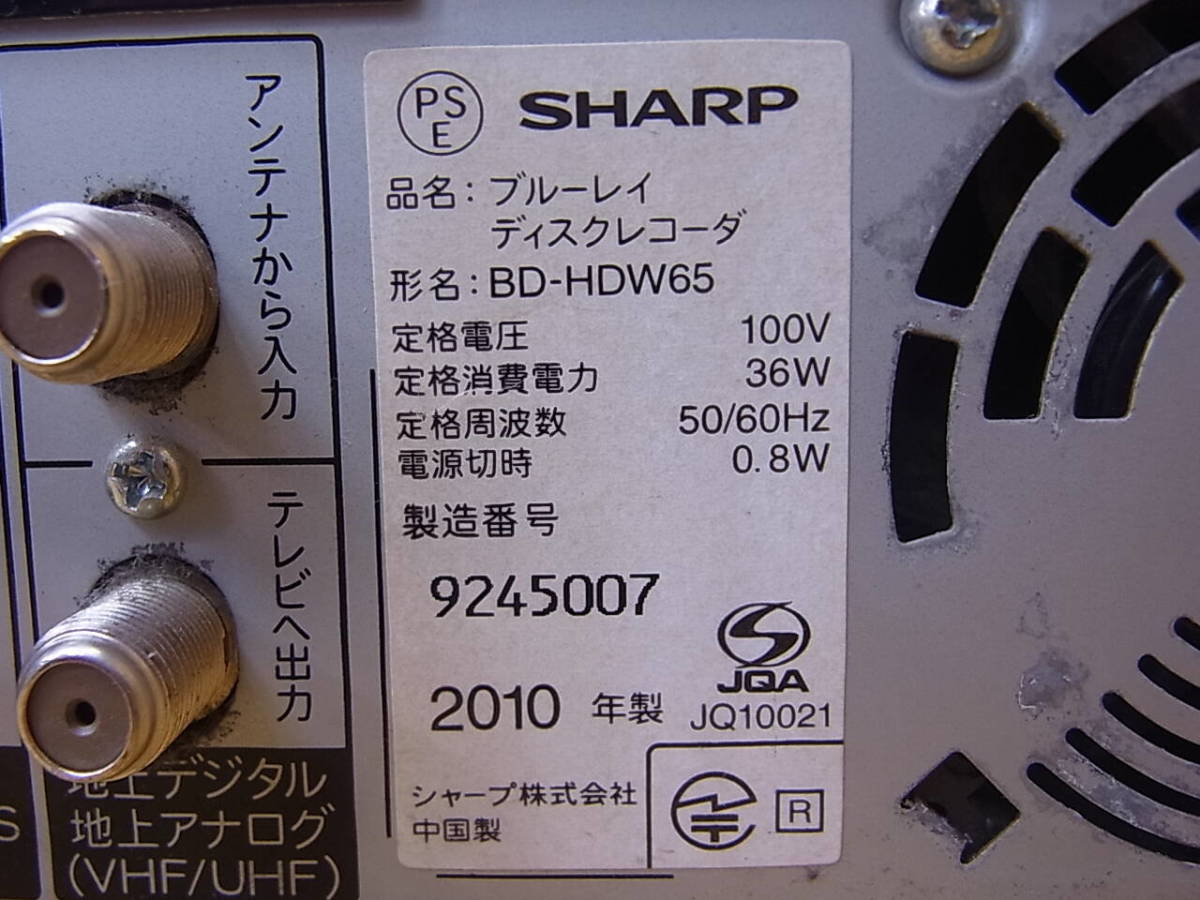 アンテナから入力
テレビへ出力
地上デジタル
地上アナログ
(VHF/UHF)
S
PS
E
SHARP
品名：ブルーレイ
ディスクレコーダ
形名：BD-HDW65
定格電圧 100V
定格消費電力 36W
定格周波数 50/60Hz
電源切時 0.8W
製造番号
9245007
2010 年製
JQA
JQ10021
シャープ株式会社
中国製
R